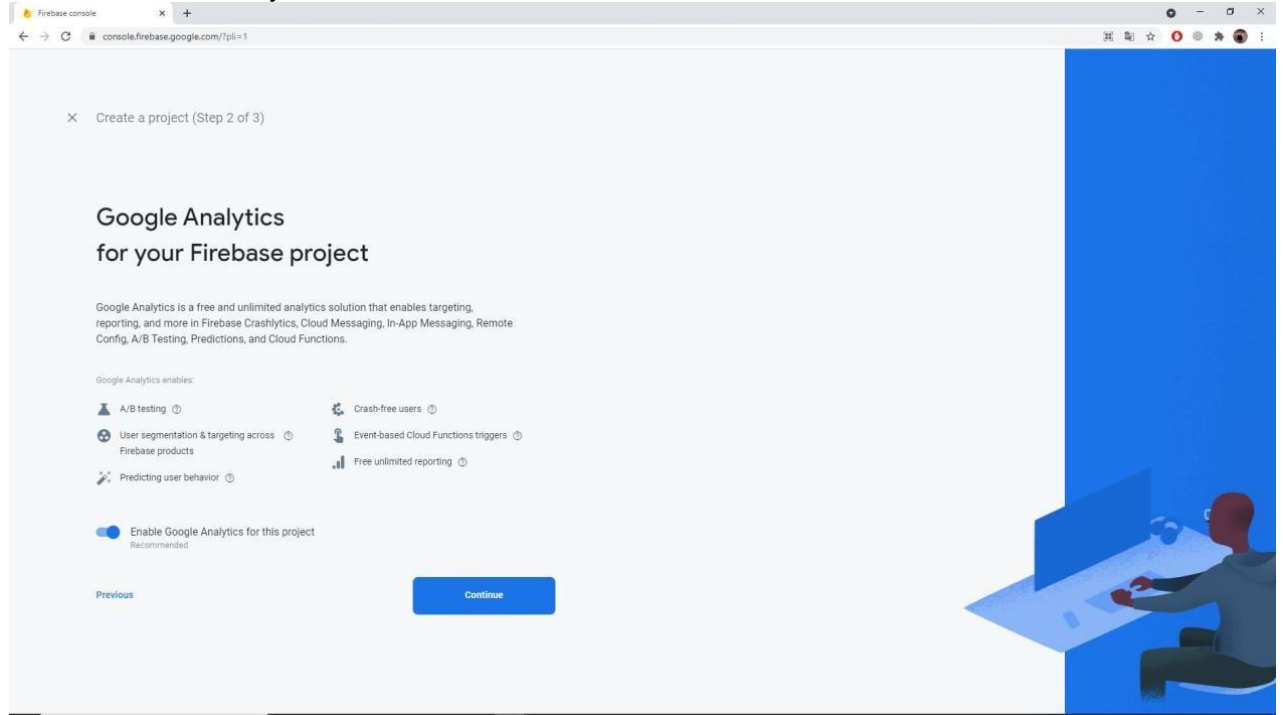 Firebase console
console.firebase.google.com/?pli=1
Create a project (Step 2 of 3)
Google Analytics
for your Firebase project
Google Analytics is a free and unlimited analytics solution that enables targeting,
reporting, and more in Firebase Crashlytics, Cloud Messaging, In-App Messaging, Remote
Config, A/B Testing, Predictions, and Cloud Functions.
Google Analytics enables:
A/B testing
Crash-free users
User segmentation & targeting across
Firebase products
Event-based Cloud Functions triggers
Predicting user behavior
Free unlimited reporting
Enable Google Analytics for this project
Recommended
Previous
Continue